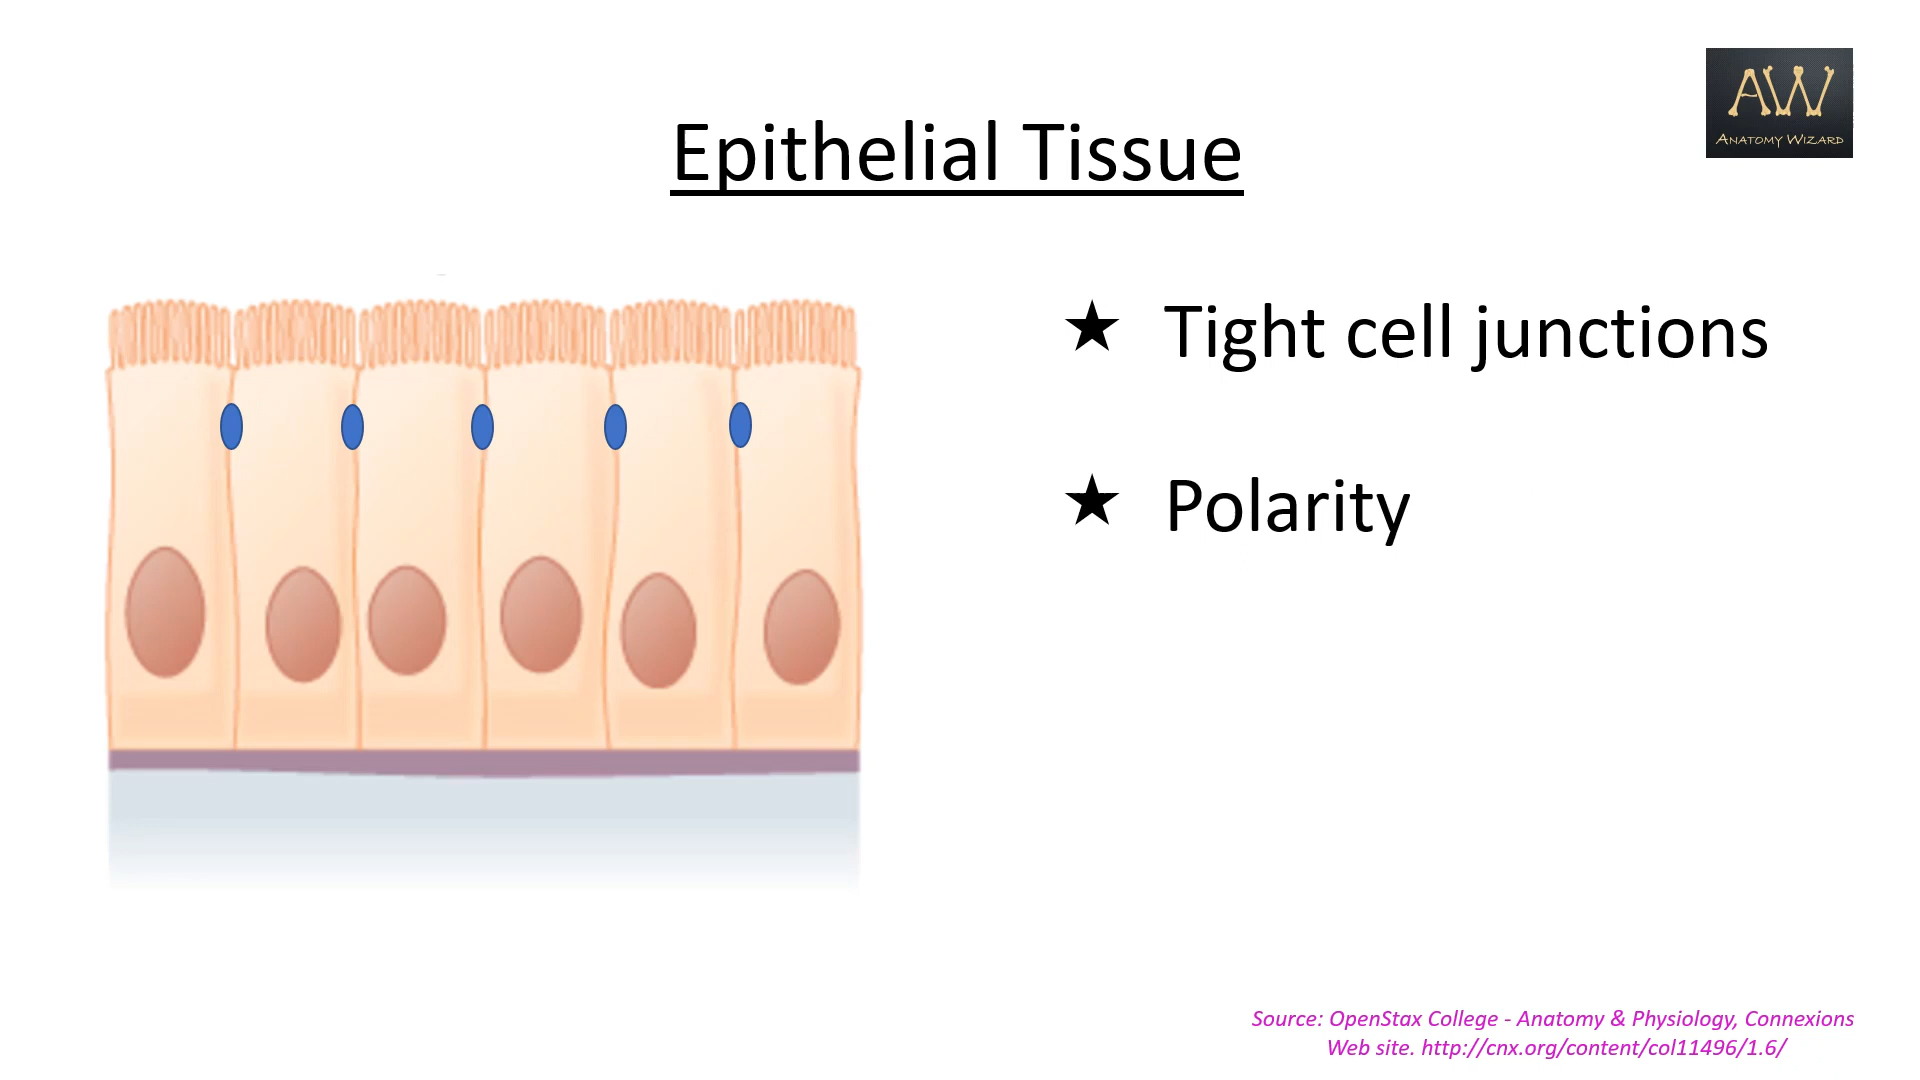 AW
ANATOMY WIZARD
Epithelial Tissue
★ Tight cell junctions
★ Polarity
Source: OpenStax College - Anatomy & Physiology, Connexions
Web site. http://cnx.org/content/col11496/1.6/